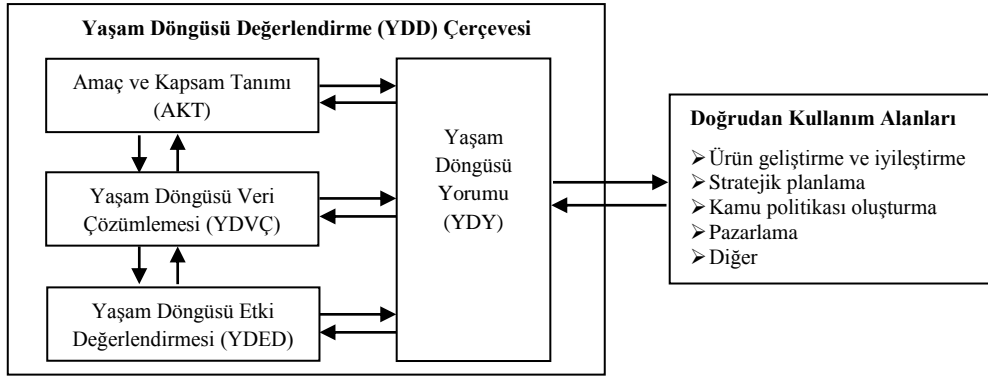 Yaşam Döngüsü Değerlendirme (YDD) Çerçevesi
Amaç ve Kapsam Tanımı
(AKT)
Yaşam Döngüsü Veri
Çözümlemesi (YDVÇ)
Yaşam Döngüsü Etki
Değerlendirmesi (YDED)
Yaşam
Döngüsü
Yorumu
(YDY)
Doğrudan Kullanım Alanları
➢Ürün geliştirme ve iyileştirme
➢Stratejik planlama
➢Kamu politikası oluşturma
➢Pazarlama
➢Diğer